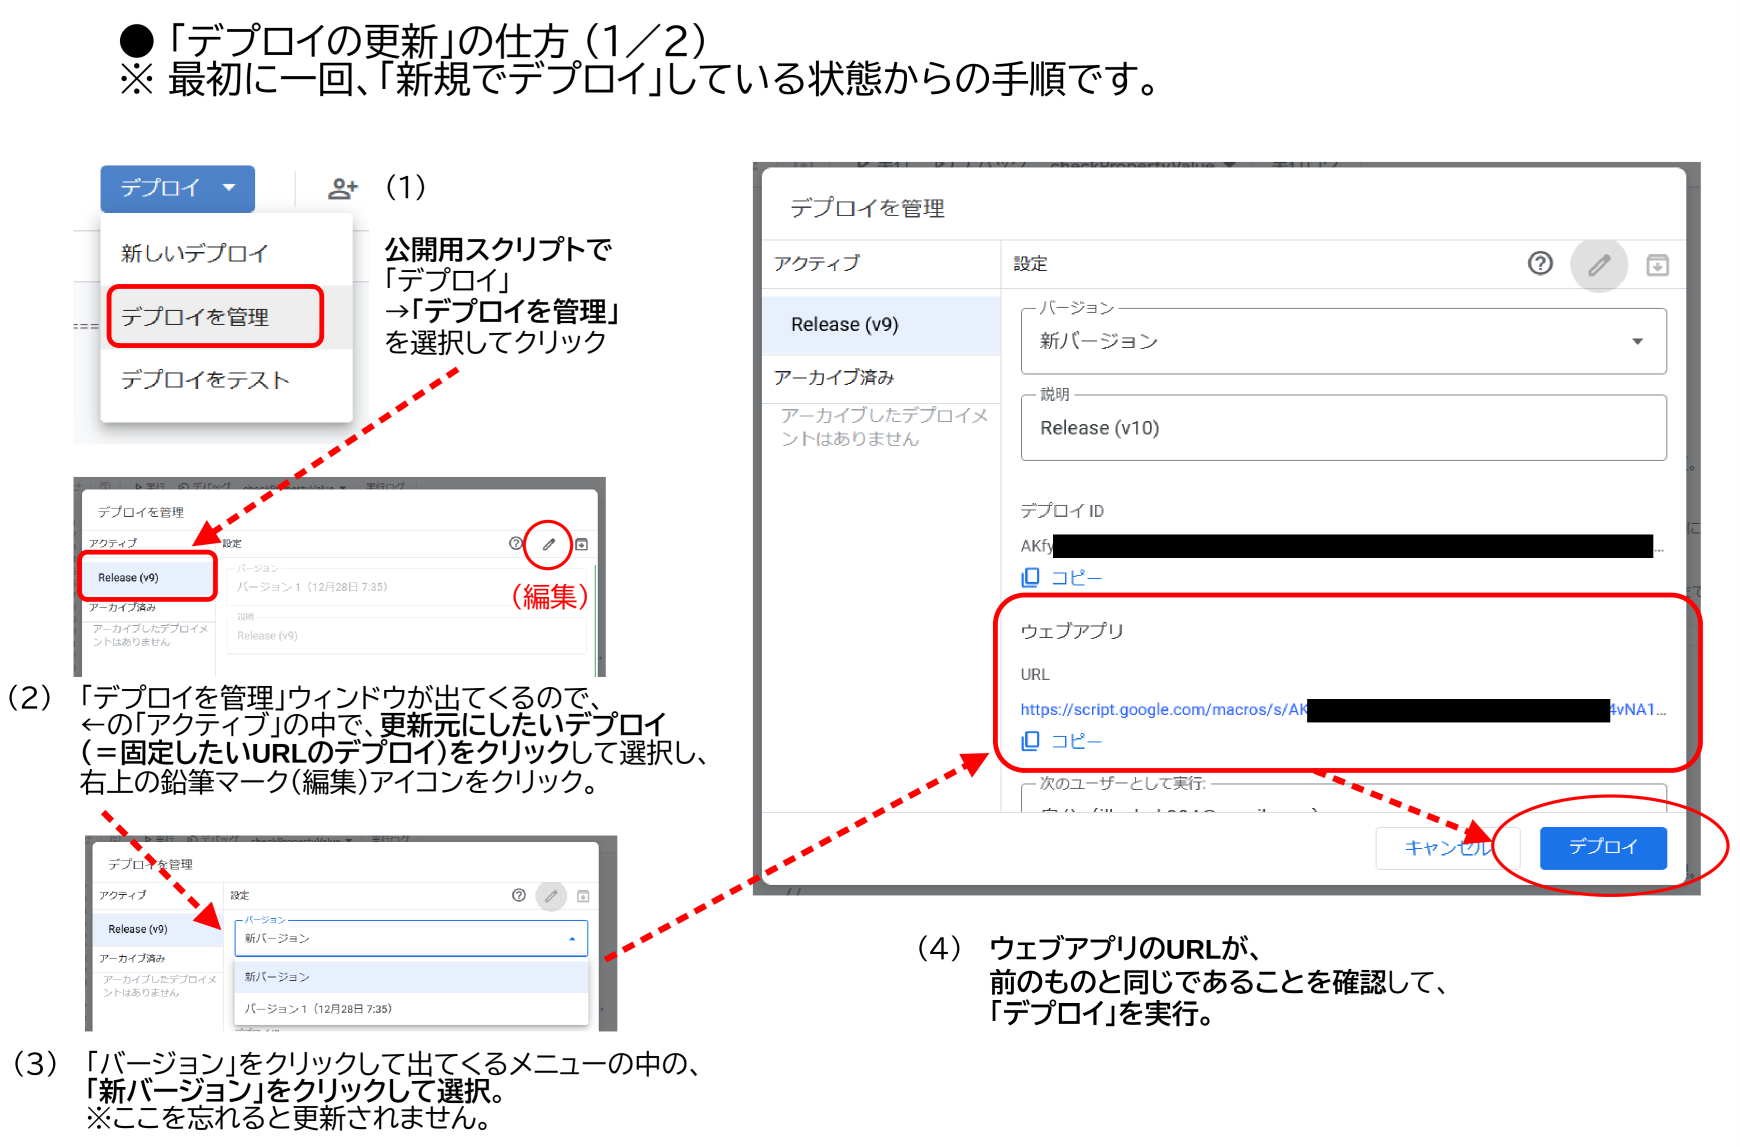 ●「デプロイの更新」の仕方（1／2）
※ 最初に一回、「新規でデプロイ」している状態からの手順です。
デプロイ
（1）
新しいデプロイ
デプロイを管理
デプロイをテスト
公開用スクリプトで
「デプロイ」
→「デプロイを管理」
を選択してクリック
実行 デバッグ checkPropertyValue 実行ログ
デプロイを管理
アクティブ
設定
Release (v9)
バージョン
バージョン 1（12月28日 7:35）
（編集）
アーカイブ済み
アーカイブしたデプロイメ
ントはありません
説明
Release (v9)
（2）「デプロイを管理」ウィンドウが出てくるので、
←の「アクティブ」の中で、更新元にしたいデプロイ
（＝固定したいURLのデプロイ）をクリックして選択し、
右上の鉛筆マーク（編集）アイコンをクリック。
実行 デバッグ checkPropertyValue 実行ログ
デプロイを管理
アクティブ
設定
Release (v9)
バージョン
新バージョン
アーカイブ済み
アーカイブしたデプロイメ
ントはありません
新バージョン
バージョン 1（12月28日 7:35）
（3）「バージョン」をクリックして出てくるメニューの中の、
「新バージョン」をクリックして選択。
※ここを忘れると更新されません。
checkPropertyValue
デプロイを管理
アクティブ
設定
Release (v9)
バージョン
新バージョン
アーカイブ済み
アーカイブしたデプロイメ
ントはありません
説明
Release (v10)
デプロイ ID
AKfy
...
コピー
ウェブアプリ
URL
https://script.google.com/macros/s/AK
4vNA1...
コピー
次のユーザーとして実行:
キャンセル
デプロイ
（4） ウェブアプリのURLが、
前のものと同じであることを確認して、
「デプロイ」を実行。